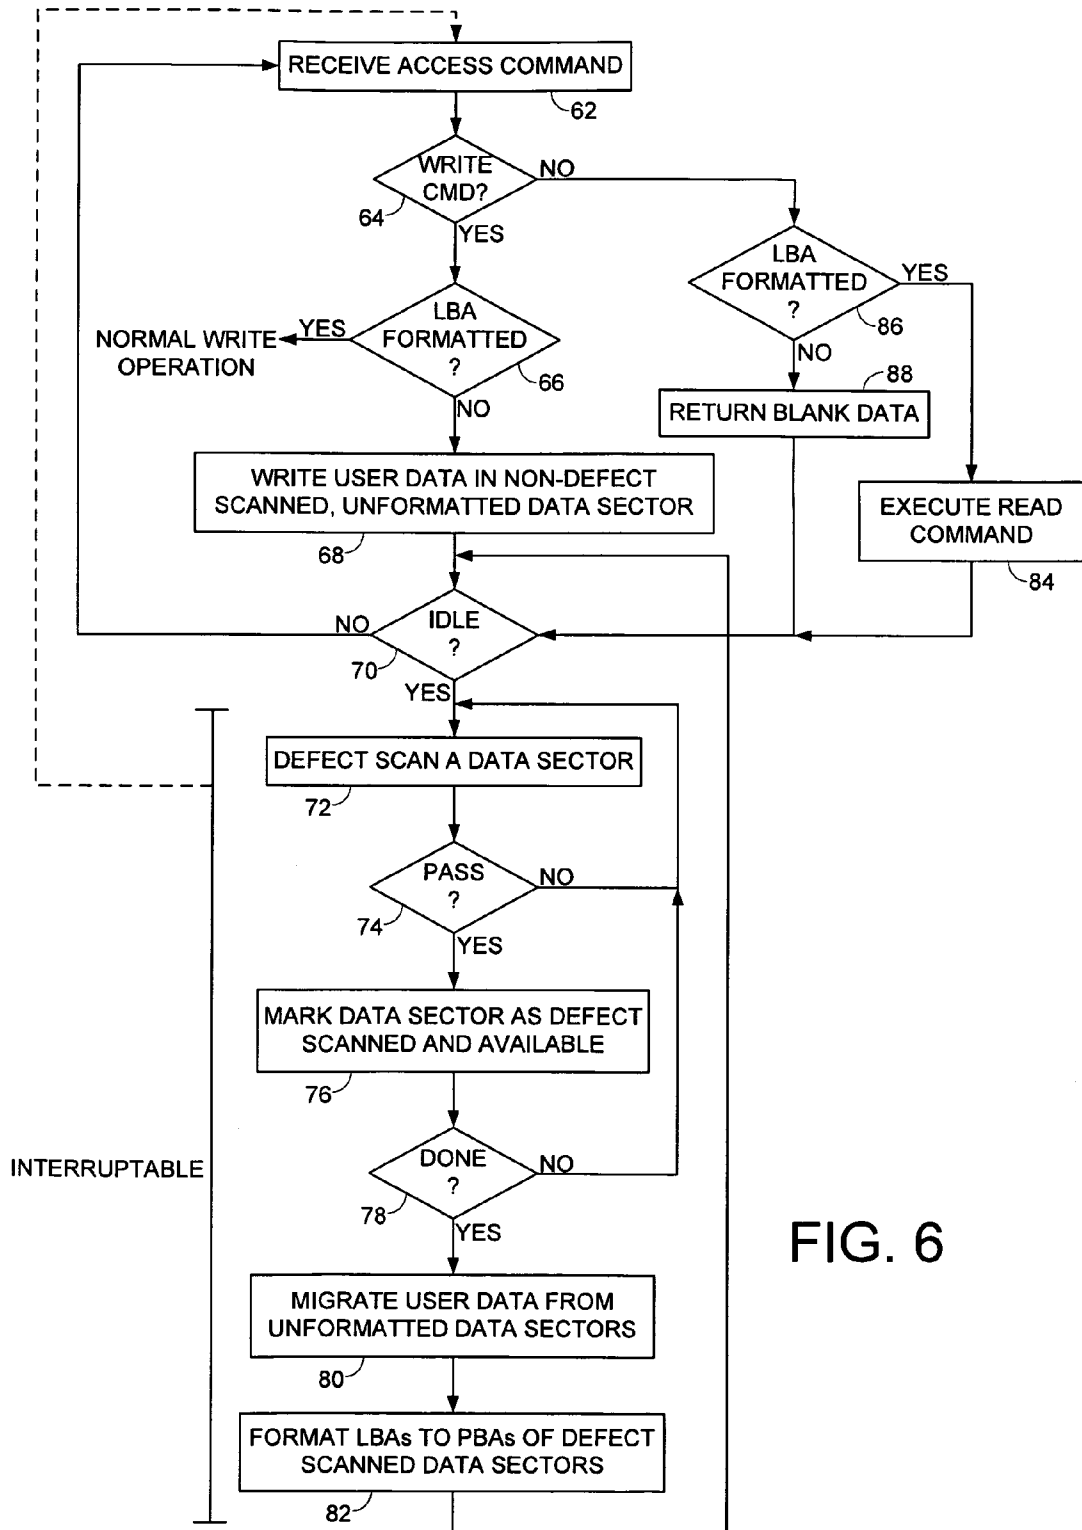 RECEIVE ACCESS COMMAND
62
WRITE
CMD?
NO
64
YES
LBA
FORMATTED
?
YES
86
NO
LBA
FORMATTED
?
YES
NORMAL WRITE
OPERATION
66
NO
88
RETURN BLANK DATA
WRITE USER DATA IN NON-DEFECT
SCANNED, UNFORMATTED DATA SECTOR
68
EXECUTE READ
COMMAND
84
IDLE
?
NO
70
YES
DEFECT SCAN A DATA SECTOR
72
PASS
?
NO
74
YES
MARK DATA SECTOR AS DEFECT
SCANNED AND AVAILABLE
76
INTERRUPTABLE
DONE
?
NO
78
YES
FIG. 6
MIGRATE USER DATA FROM
UNFORMATTED DATA SECTORS
80
FORMAT LBAs TO PBAs OF DEFECT
SCANNED DATA SECTORS
82